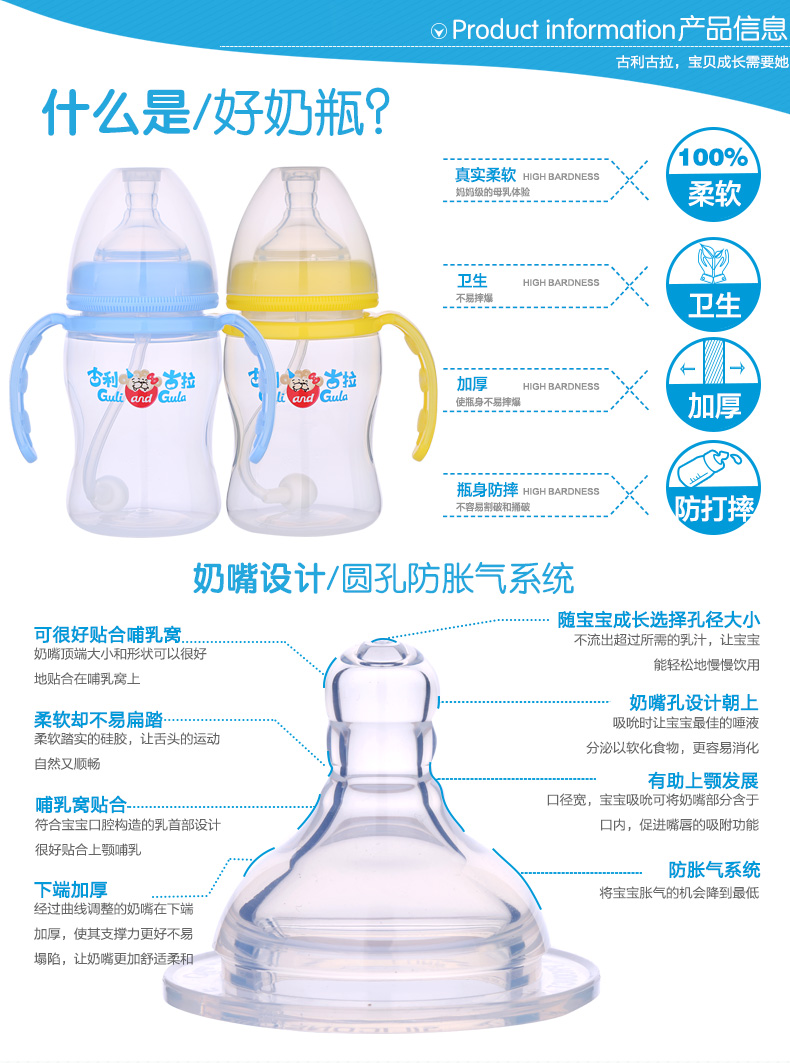 Product information产品信息
古利古拉，宝贝成长需要她
什么是/好奶瓶?
真实柔软 HIGH BARDNESS
妈妈级的母乳体验
100%
柔软
卫生 HIGH BARDNESS
不易摔爆
卫生
加厚 HIGH BARDNESS
使瓶身不易摔爆
加厚
瓶身防摔 HIGH BARDNESS
不容易割破和捅破
防打摔
古利 古拉
Guli and Gula
古利 古拉
Guli and Gula
奶嘴设计/圆孔防胀气系统
可很好贴合哺乳窝
奶嘴顶端大小和形状可以很好
地贴合在哺乳窝上
柔软却不易扁踏
柔软踏实的硅胶，让舌头的运动
自然又顺畅
哺乳窝贴合
符合宝宝口腔构造的乳首部设计
很好贴合上颚哺乳
下端加厚
经过曲线调整的奶嘴在下端
加厚，使其支撑力更好不易
塌陷，让奶嘴更加舒适柔和
随宝宝成长选择孔径大小
不流出超过所需的乳汁，让宝宝
能轻松地慢慢饮用
奶嘴孔设计朝上
吸吮时让宝宝最佳的唾液
分泌以软化食物，更容易消化
有助上颚发展
口径宽，宝宝吸吮可将奶嘴部分含于
口内，促进嘴唇的吸附功能
防胀气系统
将宝宝胀气的机会降到最低